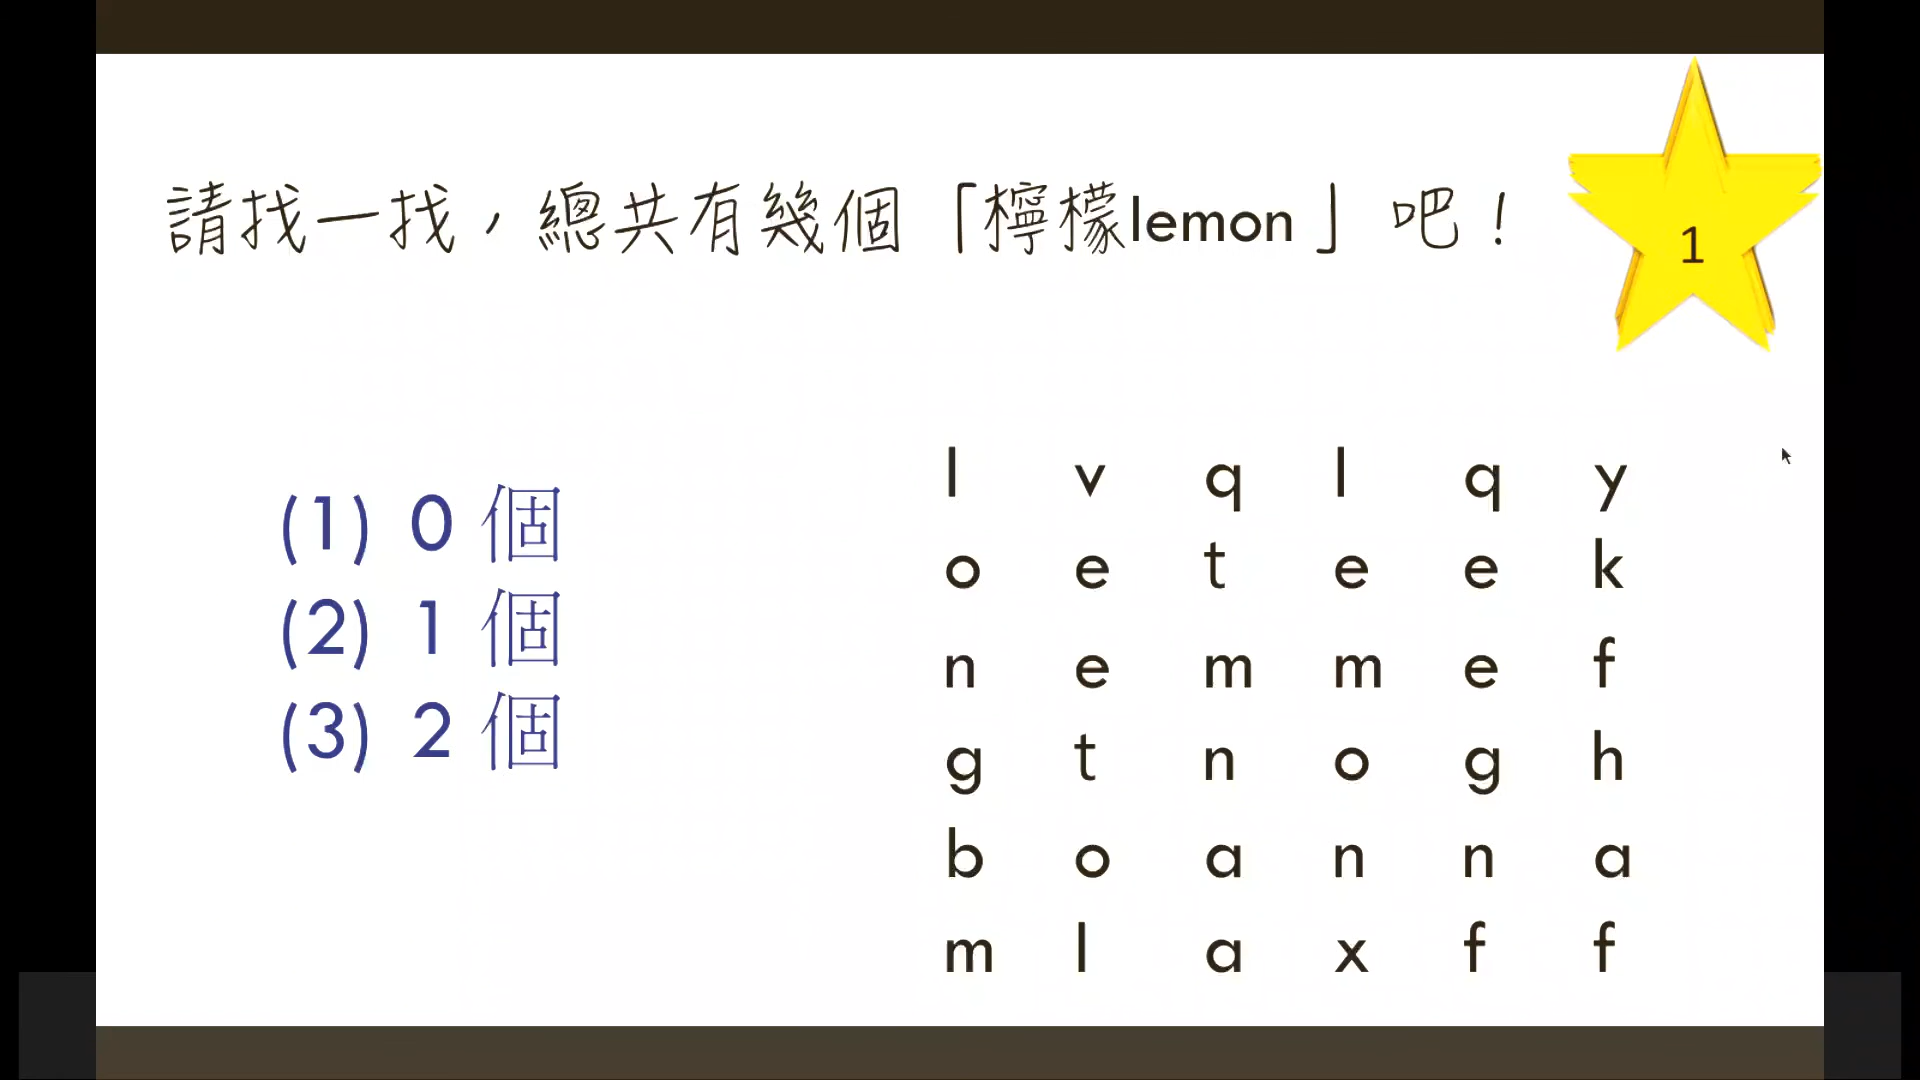 請找一找，總共有幾個「檸檬lemon」吧！
1
(1) 0 個
(2) 1 個
(3) 2 個
l v q l q y
o e t e e k
n e m m e f
g t n o g h
b o a n n a
m l a x f f